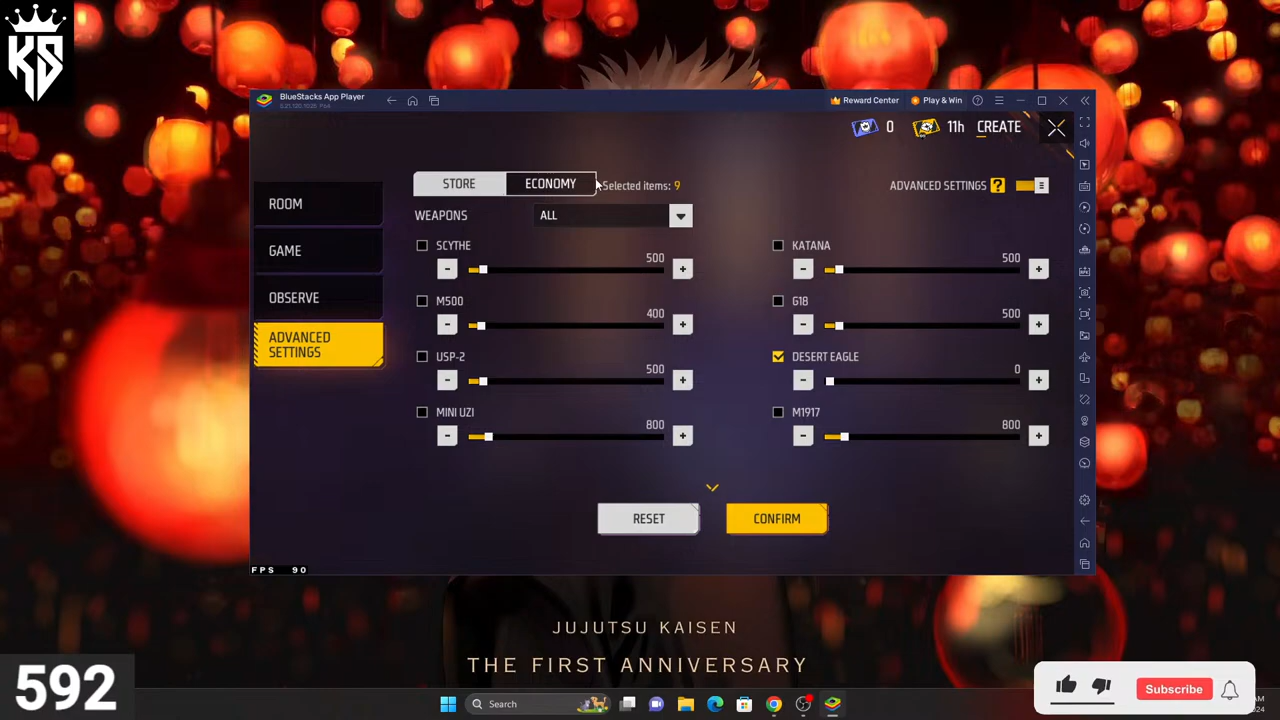 KS
BlueStacks App Player
Reward Center
Play & Win
0
11h
CREATE
STORE
ECONOMY
Selected items: 9
ADVANCED SETTINGS ?
ROOM
GAME
OBSERVE
ADVANCED
SETTINGS
WEAPONS
ALL
SCYTHE
500
- +
KATANA
500
- +
M500
400
- +
G18
500
- +
USP-2
500
- +
DESERT EAGLE
0
- +
MINI UZI
800
- +
M1917
800
- +
RESET
CONFIRM
FPS 90
JUJUTSU KAISEN
THE FIRST ANNIVERSARY
592
Search
Subscribe